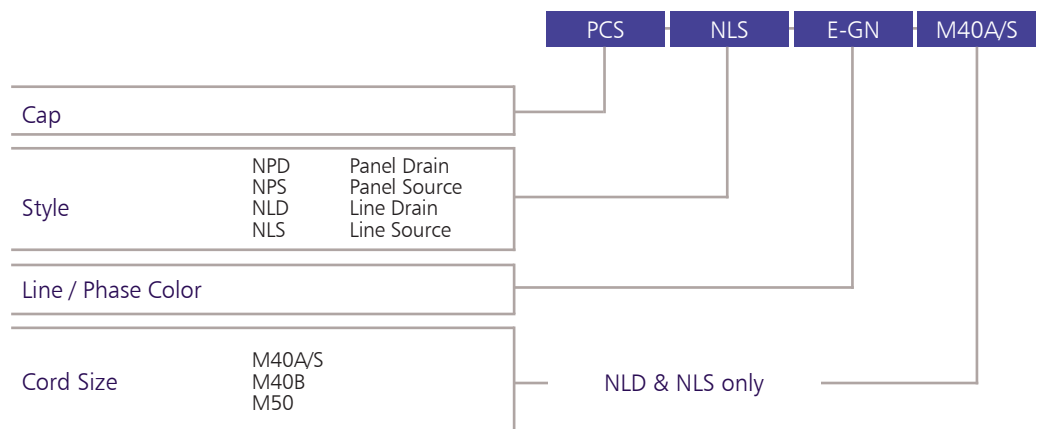 PCS NLS E-GN M40A/S
Cap
Style
NPD Panel Drain
NPS Panel Source
NLD Line Drain
NLS Line Source
Line / Phase Color
Cord Size
M40A/S
M40B
M50
NLD & NLS only